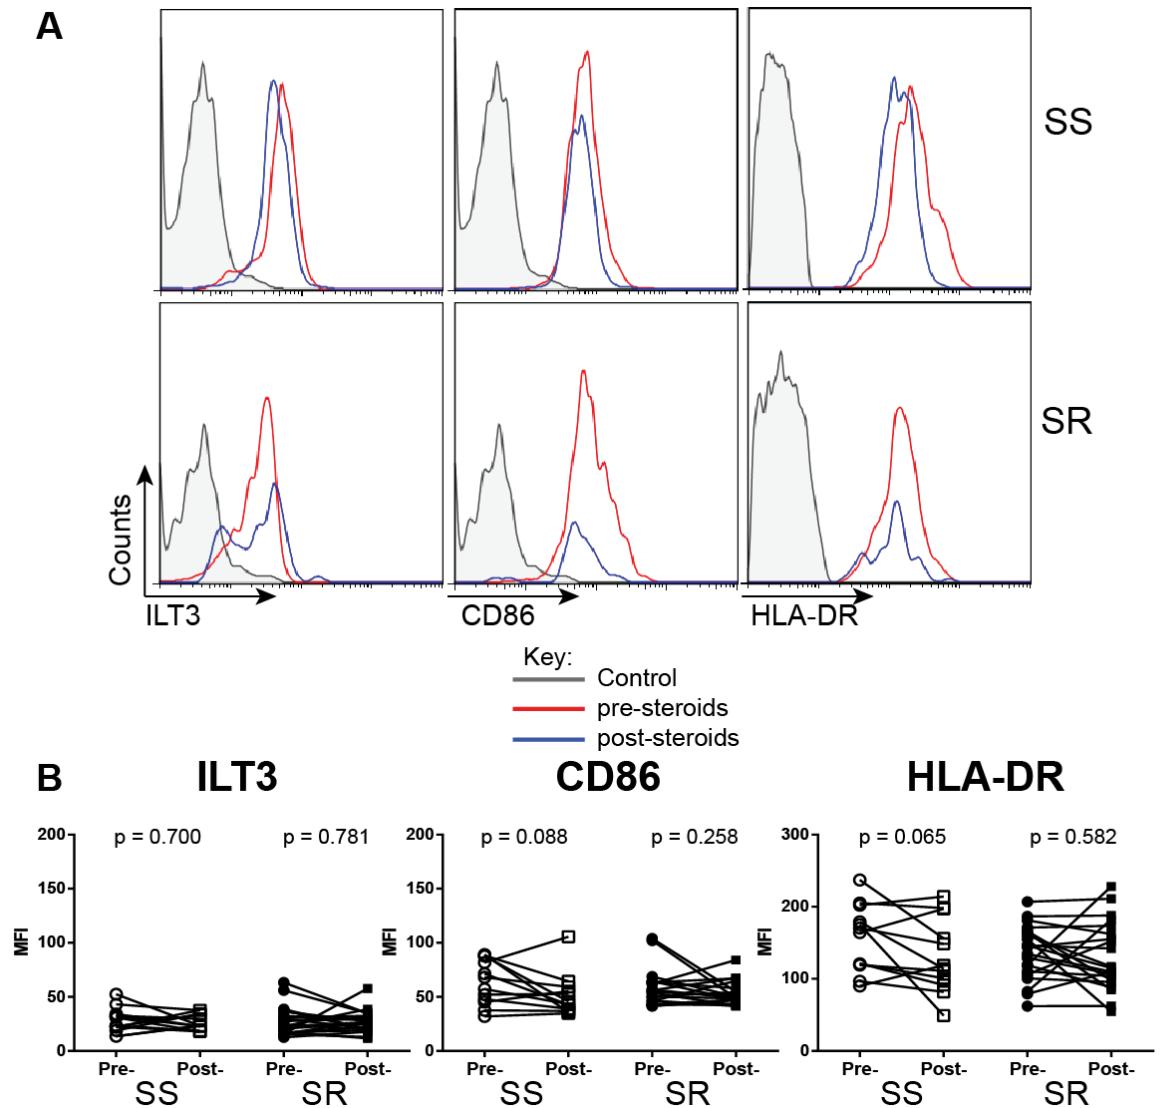 A
SS
SR
Counts
ILT3
CD86
HLA-DR
Key:
Control
pre-steroids
post-steroids
B
ILT3
CD86
HLA-DR
200
150
100
50
0
MFI
p = 0.700
p = 0.781
Pre-
Post-
Pre-
Post-
SS
SR
200
150
100
50
0
MFI
p = 0.088
p = 0.258
Pre-
Post-
Pre-
Post-
SS
SR
300
200
100
0
MFI
p = 0.065
p = 0.582
Pre-
Post-
Pre-
Post-
SS
SR